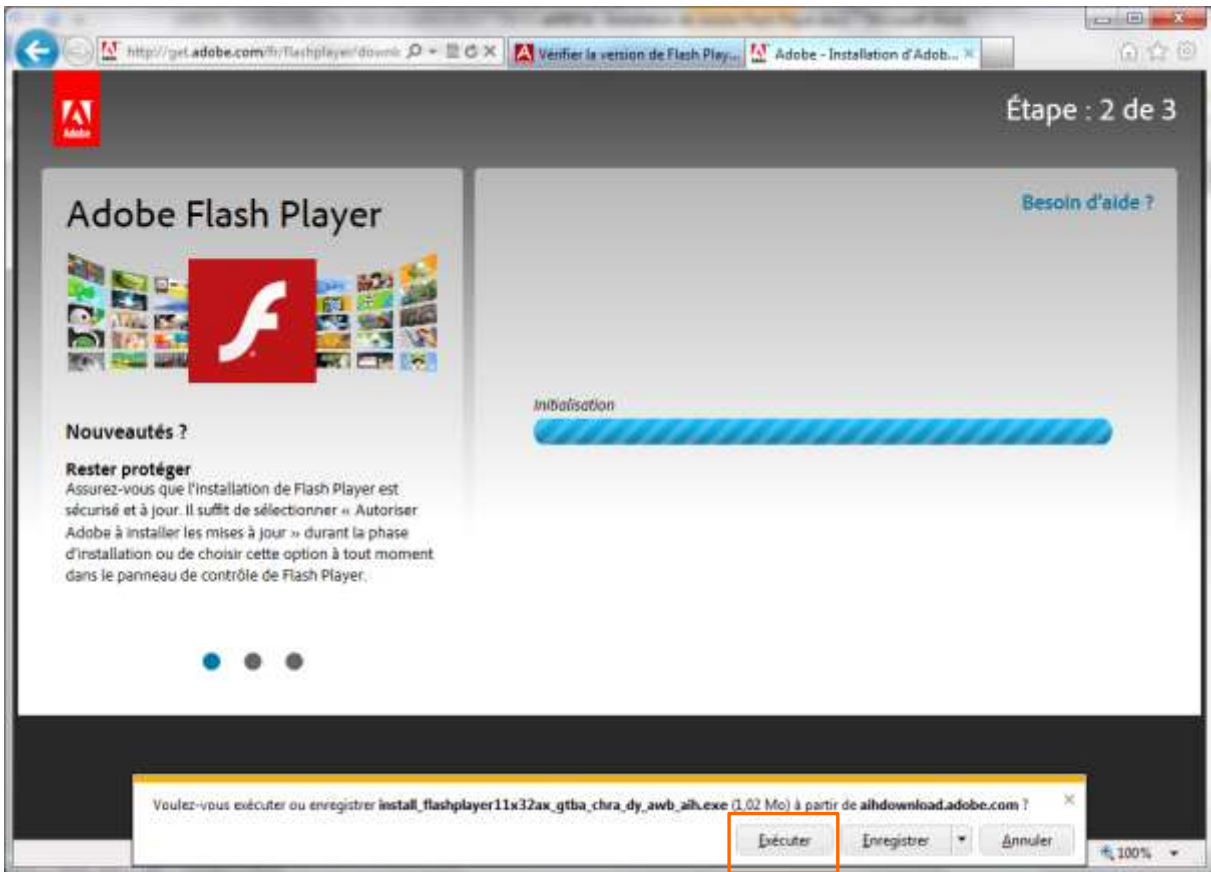 http://get.adobe.com/fr/flashplayer/downl
Vérifier la version de Flash Play...
Adobe - Installation d'Adob...
Adobe
Étape : 2 de 3
Adobe Flash Player
Besoin d'aide ?
Initialisation
Nouveautés ?
Rester protéger
Assurez-vous que l'installation de Flash Player est
sécurisé et à jour. Il suffit de sélectionner « Autoriser
Adobe à installer les mises à jour » durant la phase
d'installation ou de choisir cette option à tout moment
dans le panneau de contrôle de Flash Player.
Voulez-vous exécuter ou enregistrer install_flashplayer11x32ax_gtba_chra_dy_awb_aih.exe (1,02 Mo) à partir de aihdownload.adobe.com ?
Exécuter
Enregistrer
Annuler
100%